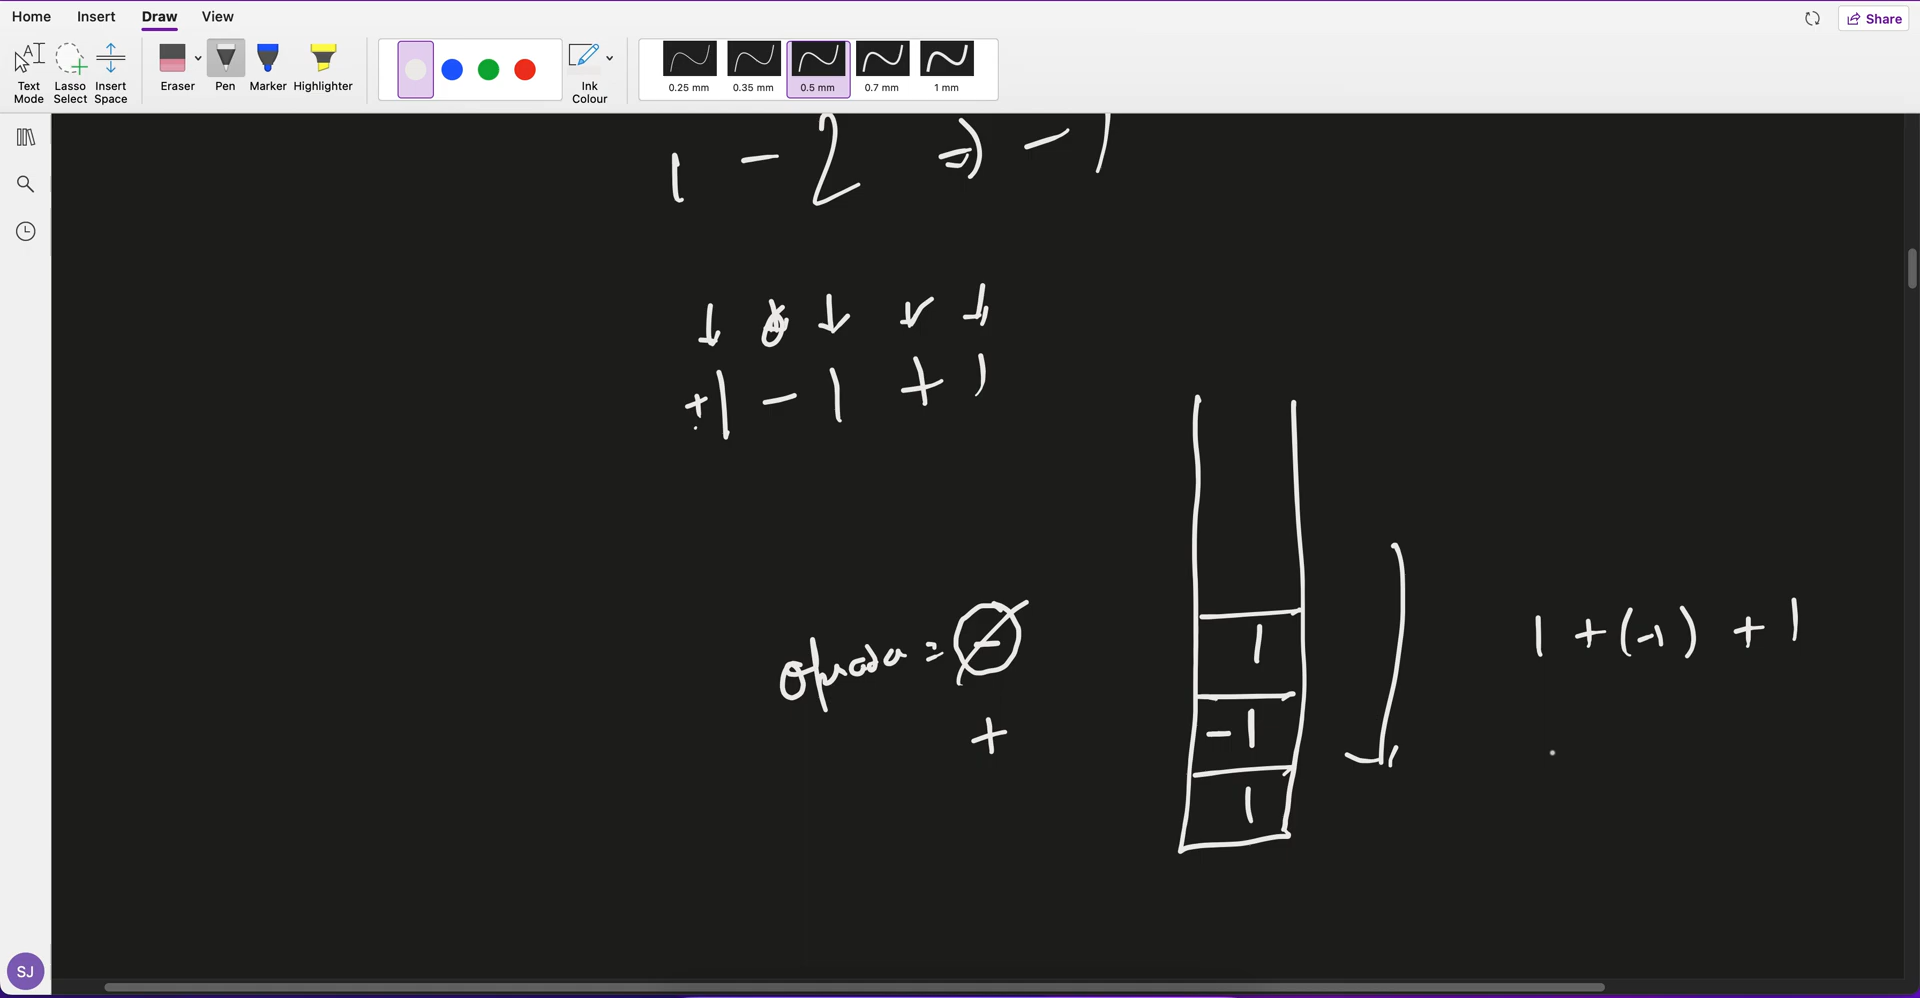 Home Insert Draw View
Share
Text Mode Lasso Select Insert Space Eraser Pen Marker Highlighter Ink Colour 0.25 mm 0.35 mm 0.5 mm 0.7 mm 1 mm
1 - 2 ⇒ - 1
+1 - 1 + 1
= -
+
1
-1
1
1 + (-1) + 1
SJ